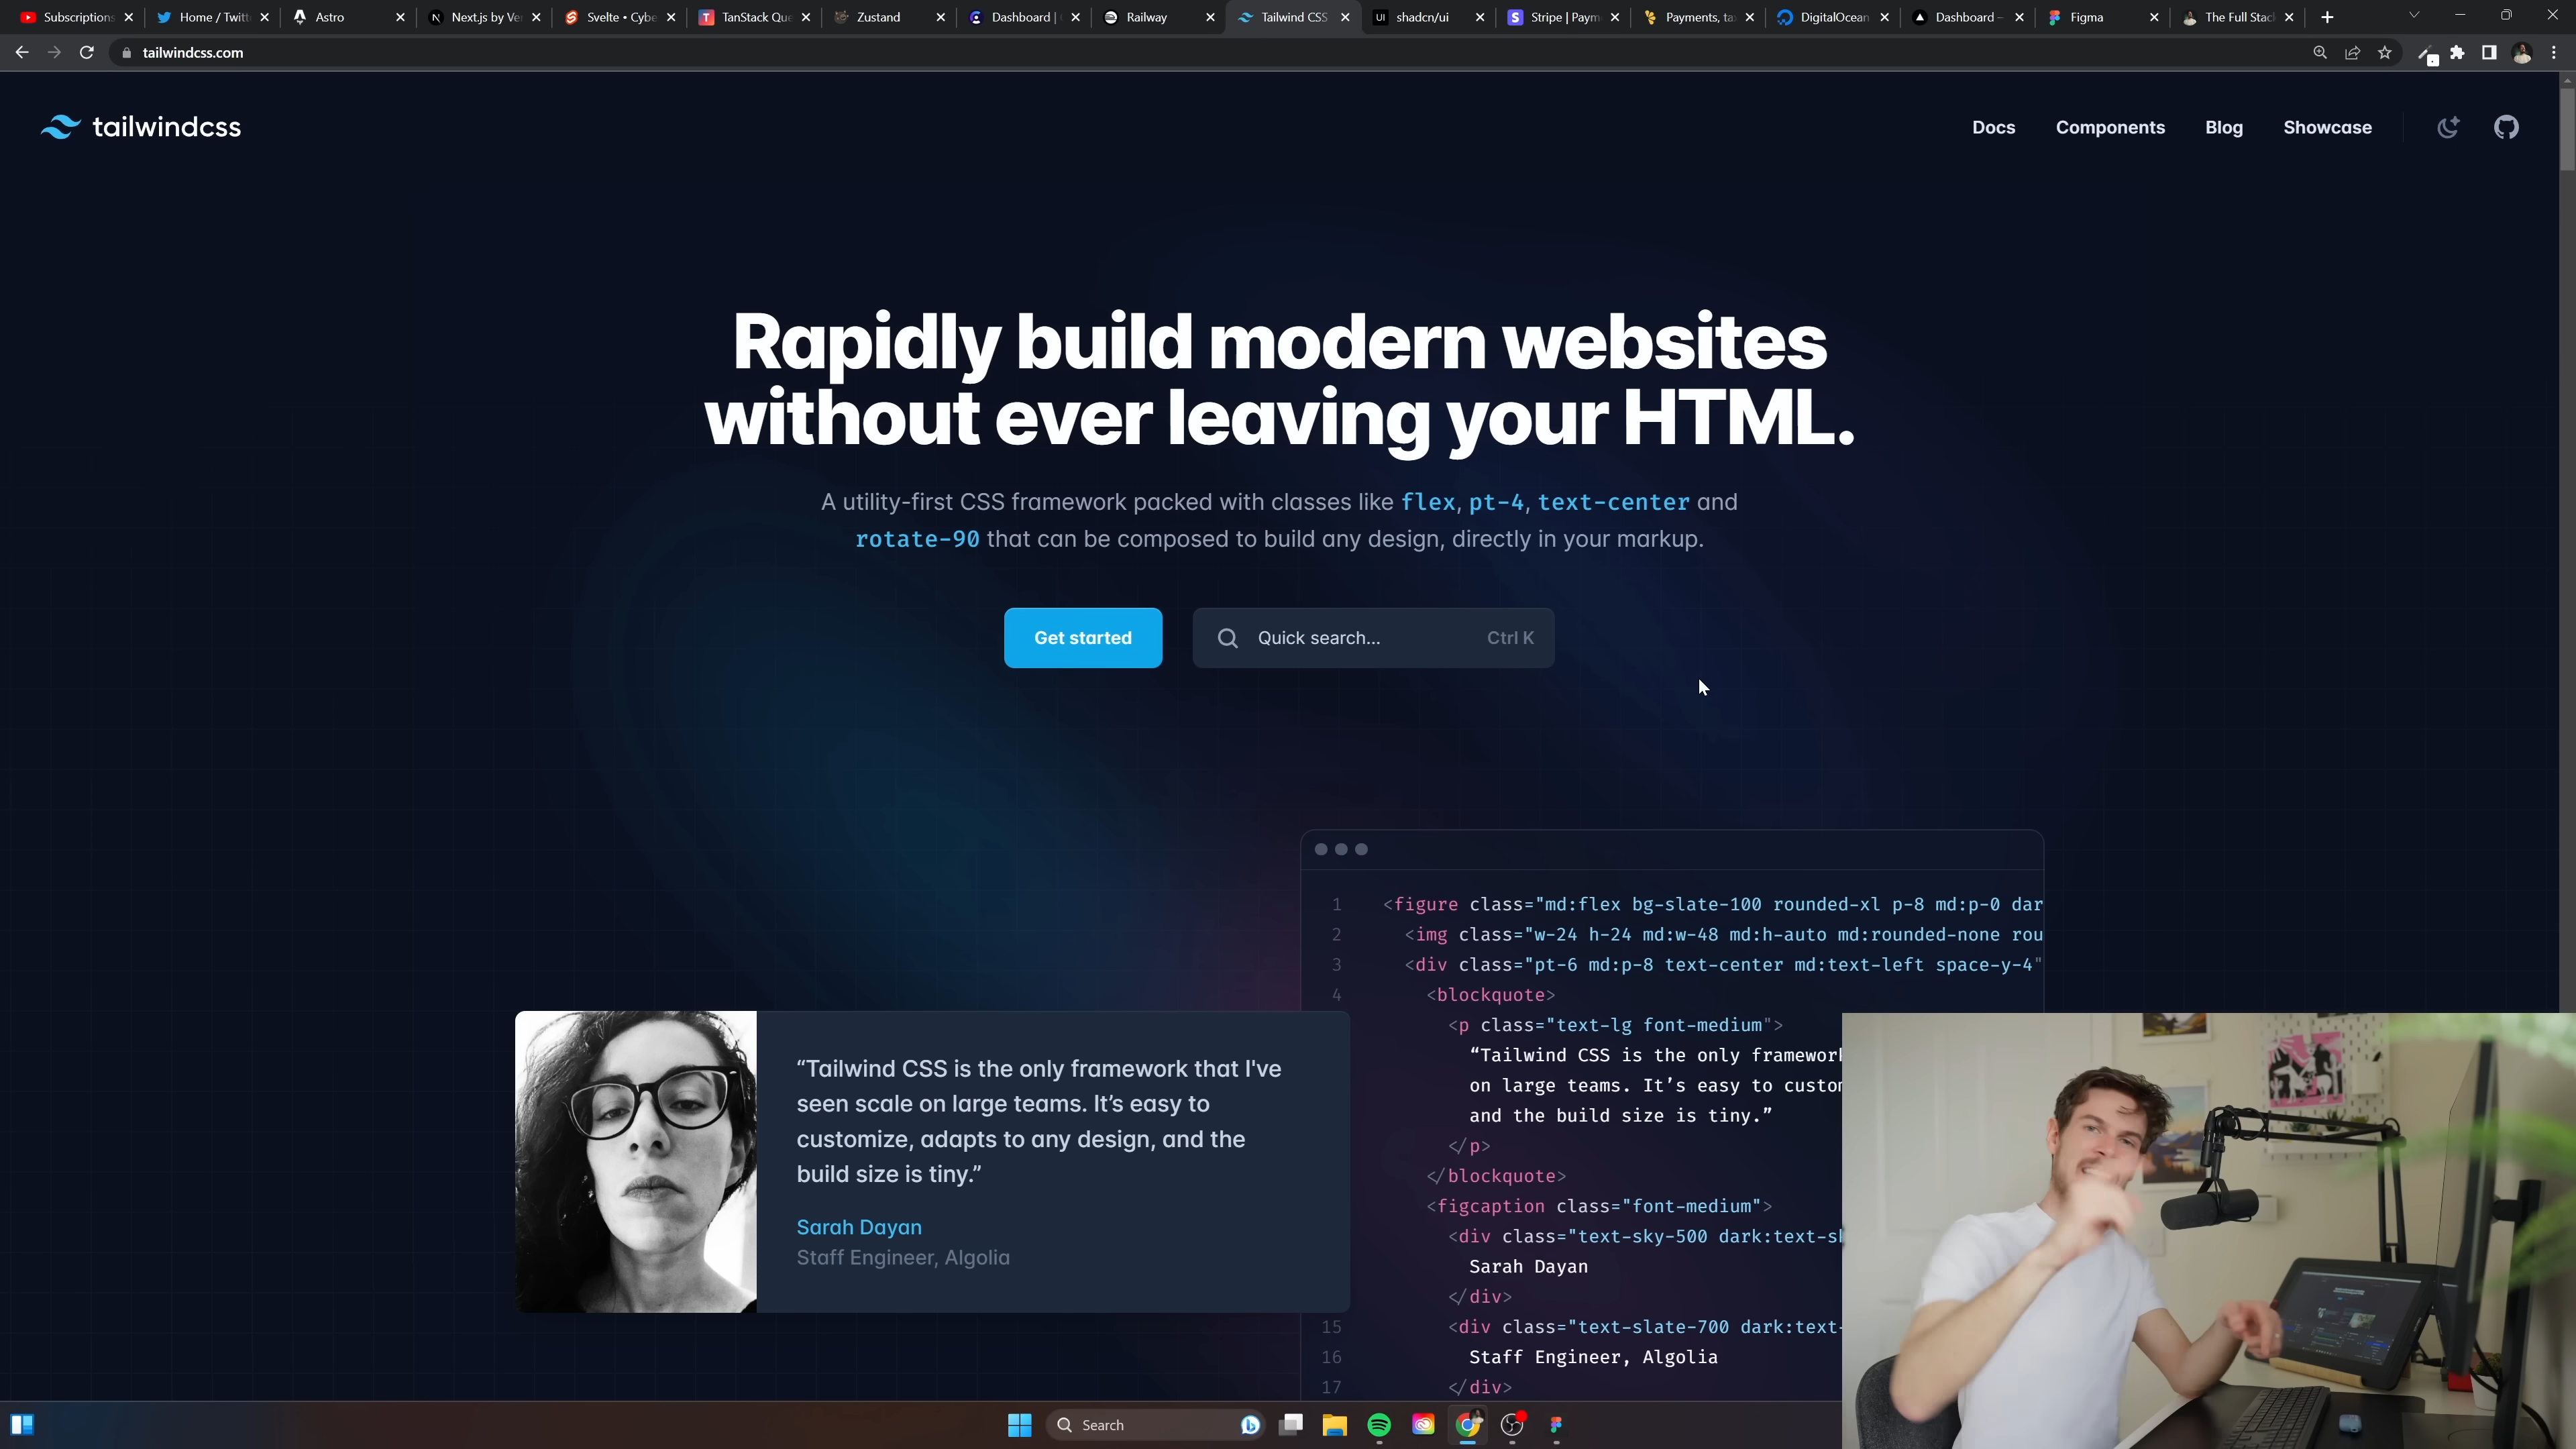 Subscriptions
Home / Twitt
Astro
Next.js by Ve
Svelte • Cybe
TanStack Que
Zustand
Dashboard |
Railway
Tailwind CSS
shadcn/ui
Stripe | Paym
Payments, ta
DigitalOcean
Dashboard –
Figma
The Full Stac
tailwindcss.com
tailwindcss
Docs
Components
Blog
Showcase
Rapidly build modern websites
without ever leaving your HTML.
A utility-first CSS framework packed with classes like flex, pt-4, text-center and
rotate-90 that can be composed to build any design, directly in your markup.
Get started
Quick search...
Ctrl K
“Tailwind CSS is the only framework that I've
seen scale on large teams. It’s easy to
customize, adapts to any design, and the
build size is tiny.”
Sarah Dayan
Staff Engineer, Algolia
1 <figure class="md:flex bg-slate-100 rounded-xl p-8 md:p-0 dar
2 <img class="w-24 h-24 md:w-48 md:h-auto md:rounded-none rou
3 <div class="pt-6 md:p-8 text-center md:text-left space-y-4"
4 <blockquote>
<p class="text-lg font-medium">
“Tailwind CSS is the only framework
on large teams. It’s easy to custom
and the build size is tiny.”
</p>
</blockquote>
<figcaption class="font-medium">
<div class="text-sky-500 dark:text-sk
Sarah Dayan
</div>
15 <div class="text-slate-700 dark:text-
16 Staff Engineer, Algolia
17 </div>
Search